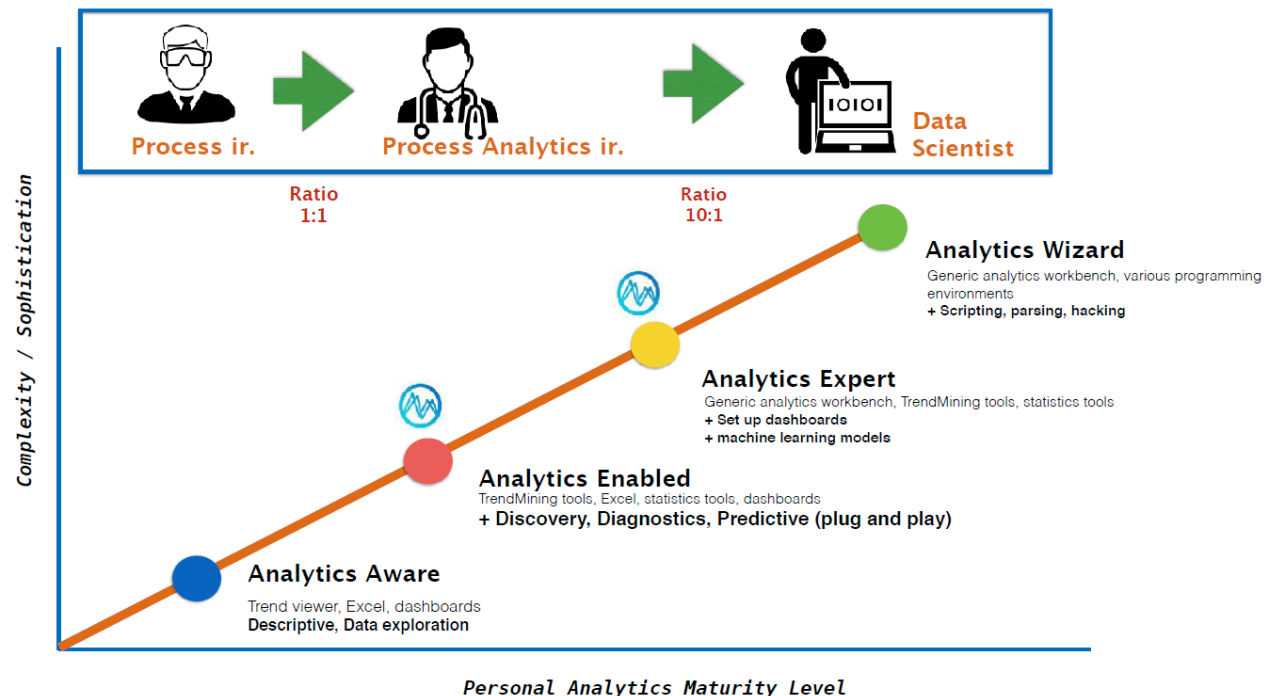 Process ir.
Process Analytics ir.
Data
Scientist
Ratio
1:1
Ratio
10:1
Complexity / Sophistication
Analytics Wizard
Generic analytics workbench, various programming
environments
+ Scripting, parsing, hacking
Analytics Expert
Generic analytics workbench, TrendMining tools, statistics tools
+ Set up dashboards
+ machine learning models
Analytics Enabled
TrendMining tools, Excel, statistics tools, dashboards
+ Discovery, Diagnostics, Predictive (plug and play)
Analytics Aware
Trend viewer, Excel, dashboards
Descriptive, Data exploration
Personal Analytics Maturity Level
10101